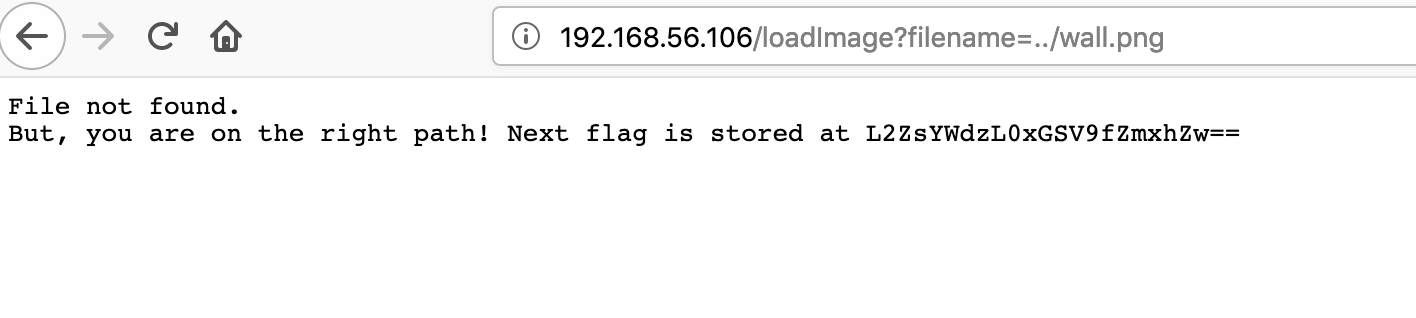 192.168.56.106/loadImage?filename=../wall.png
File not found.
But, you are on the right path! Next flag is stored at L2ZsYWdzL0xGSV9fZmxhZw==